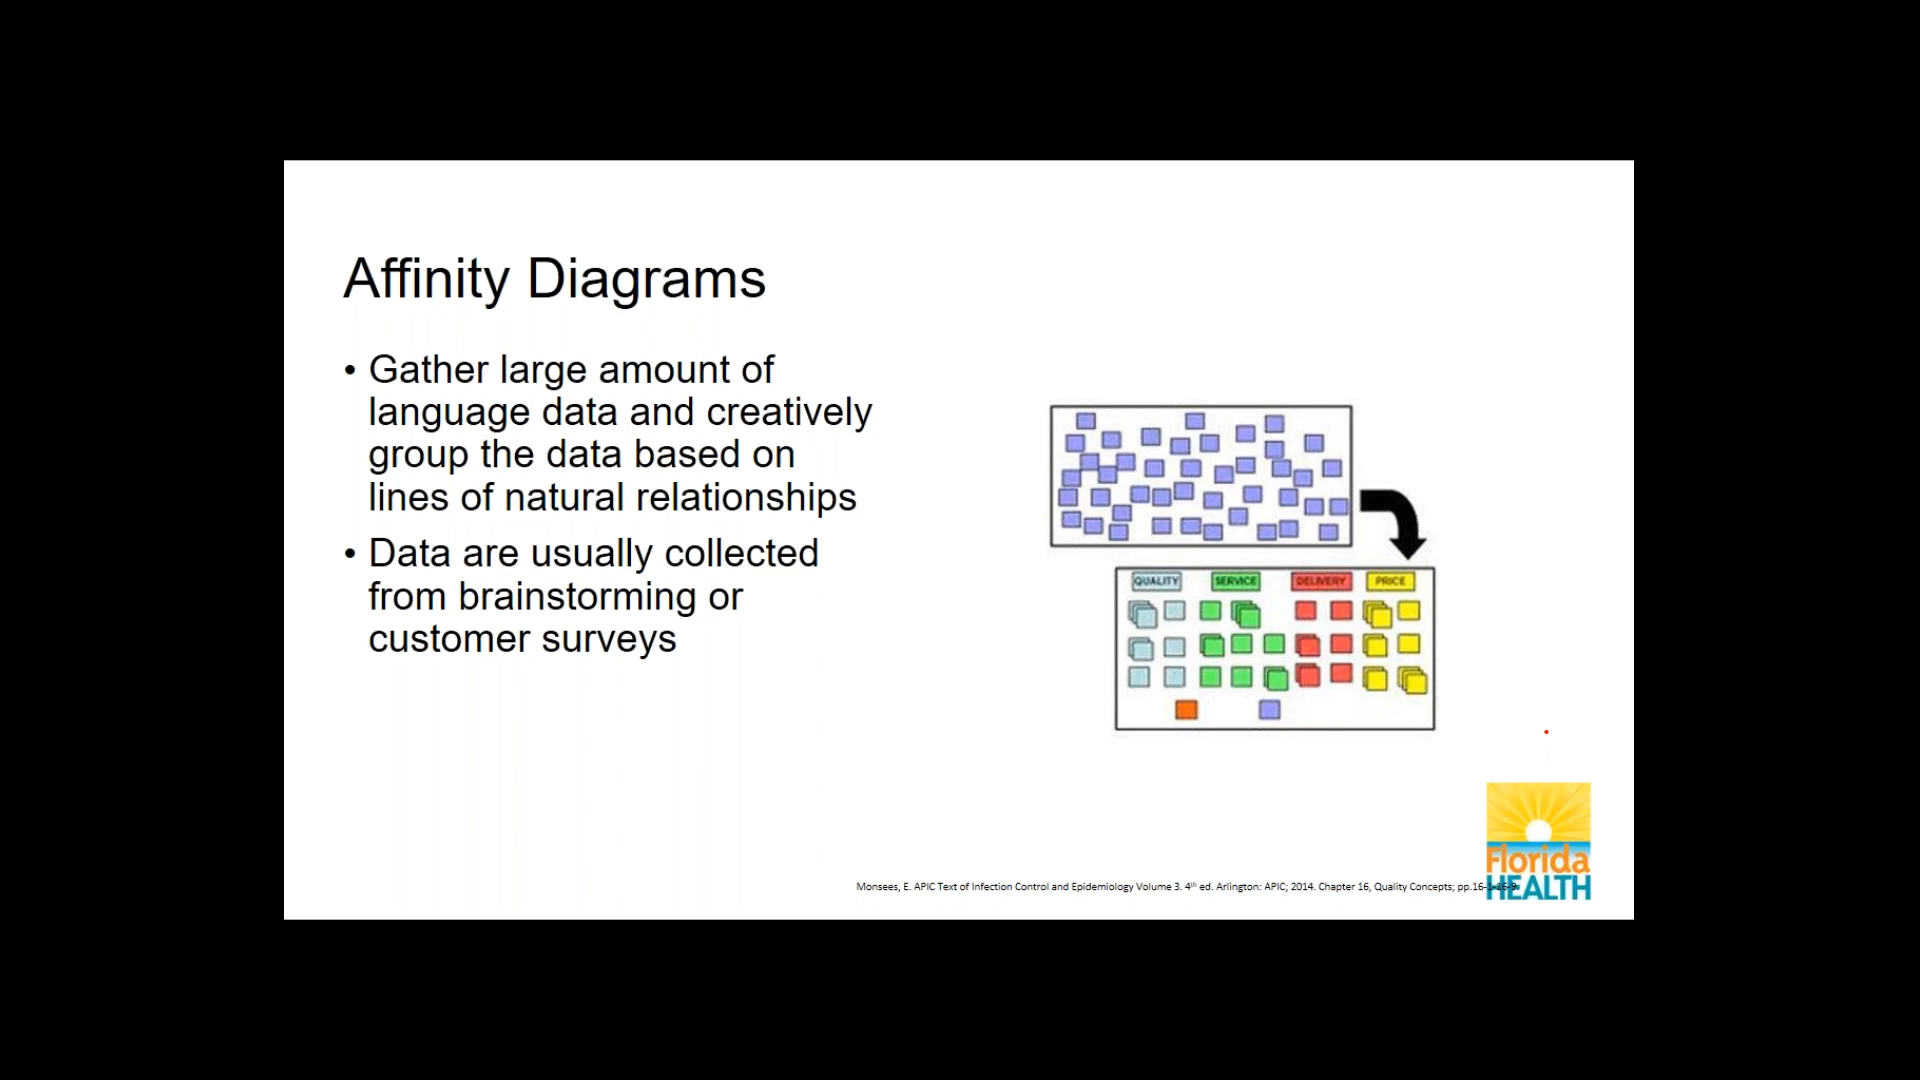 Affinity Diagrams
• Gather large amount of
language data and creatively
group the data based on
lines of natural relationships
• Data are usually collected
from brainstorming or
customer surveys
QUALITY SERVICE DELIVERY PRICE
Monsees, E. APIC Text of Infection Control and Epidemiology Volume 3. 4th ed. Arlington: APIC; 2014. Chapter 16, Quality Concepts; pp.16-1-16-9.
Florida
HEALTH